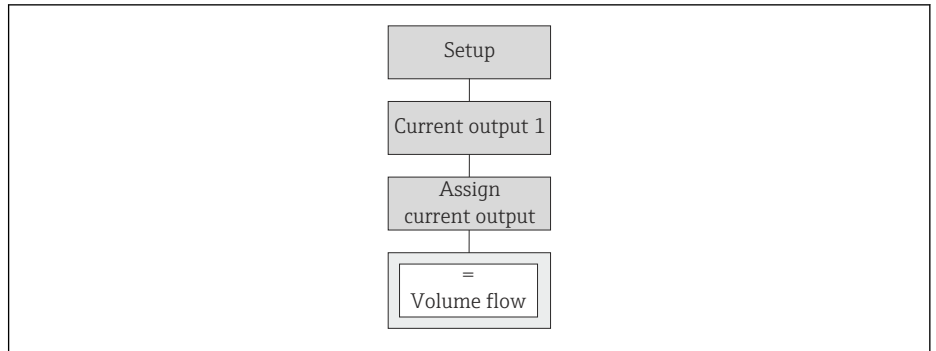 Setup
Current output 1
Assign
current output
=
Volume flow